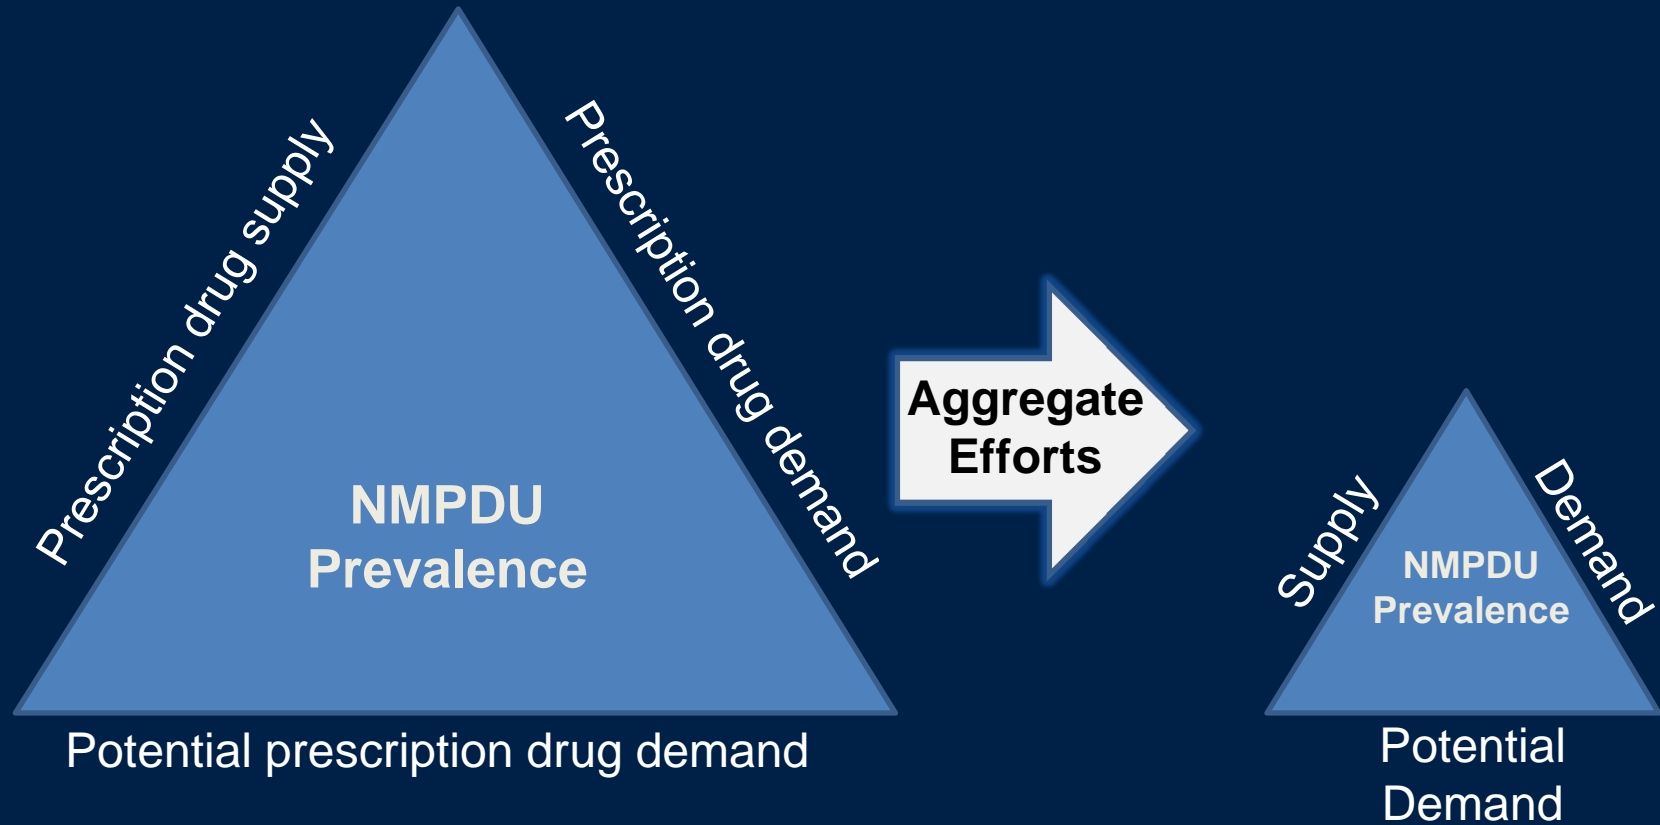 Prescription drug supply
Prescription drug demand
NMPDU
Prevalence
Potential prescription drug demand
Aggregate
Efforts
Supply
Demand
NMPDU
Prevalence
Potential
Demand